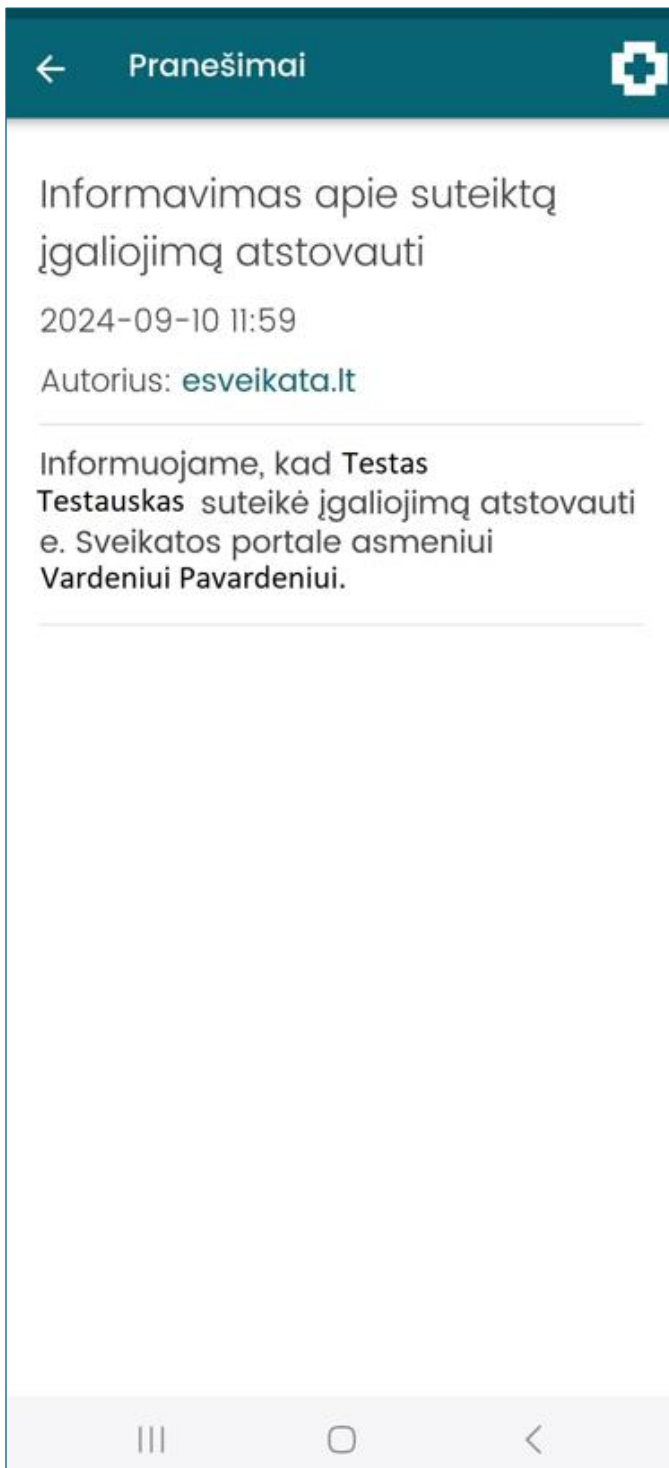 Pranešimai
Informavimas apie suteiktą
įgaliojimą atstovauti
2024-09-10 11:59
Autorius: esveikata.lt
Informuojame, kad Testas
Testauskas suteikė įgaliojimą atstovauti
e. Sveikatos portale asmeniui
Vardeniui Pavardeniui.